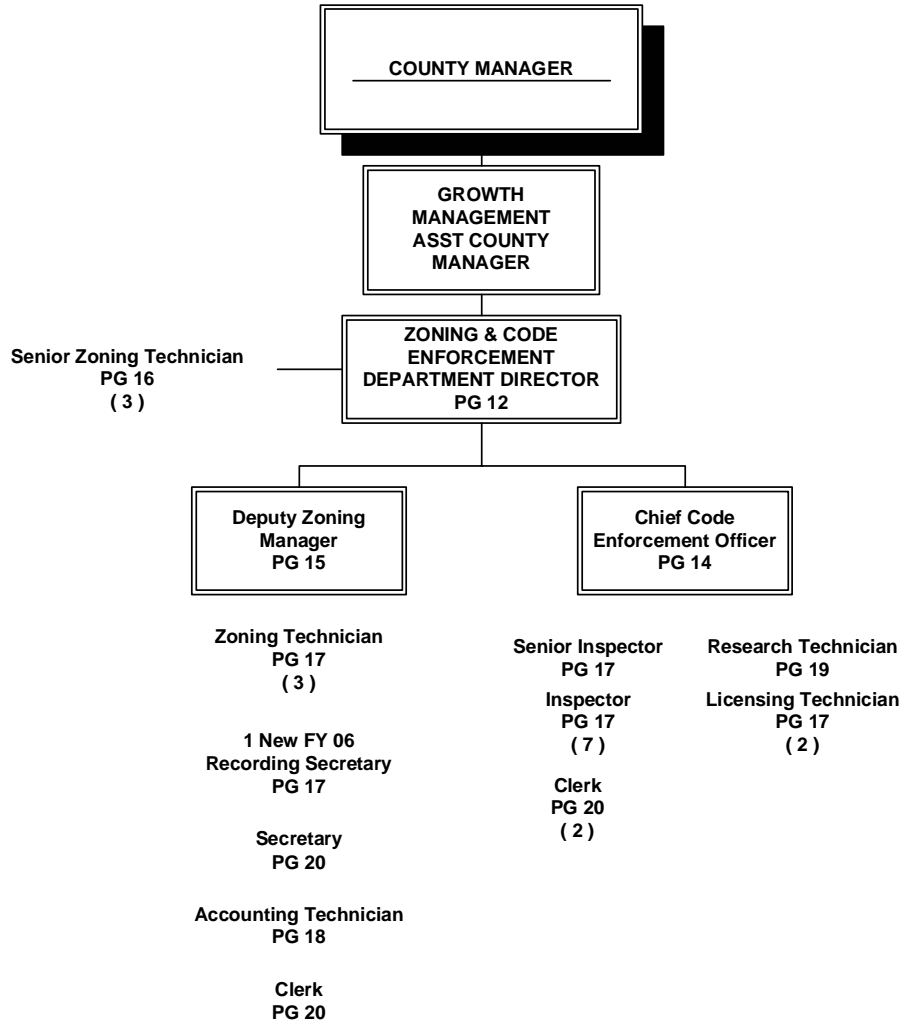 COUNTY MANAGER
GROWTH
MANAGEMENT
ASST COUNTY
MANAGER
ZONING & CODE
ENFORCEMENT
DEPARTMENT DIRECTOR
PG 12
Senior Zoning Technician
PG 16
( 3 )
Deputy Zoning
Manager
PG 15
Chief Code
Enforcement Officer
PG 14
Zoning Technician
PG 17
( 3 )
1 New FY 06
Recording Secretary
PG 17
Secretary
PG 20
Accounting Technician
PG 18
Clerk
PG 20
Senior Inspector
PG 17
Inspector
PG 17
( 7 )
Clerk
PG 20
( 2 )
Research Technician
PG 19
Licensing Technician
PG 17
( 2 )